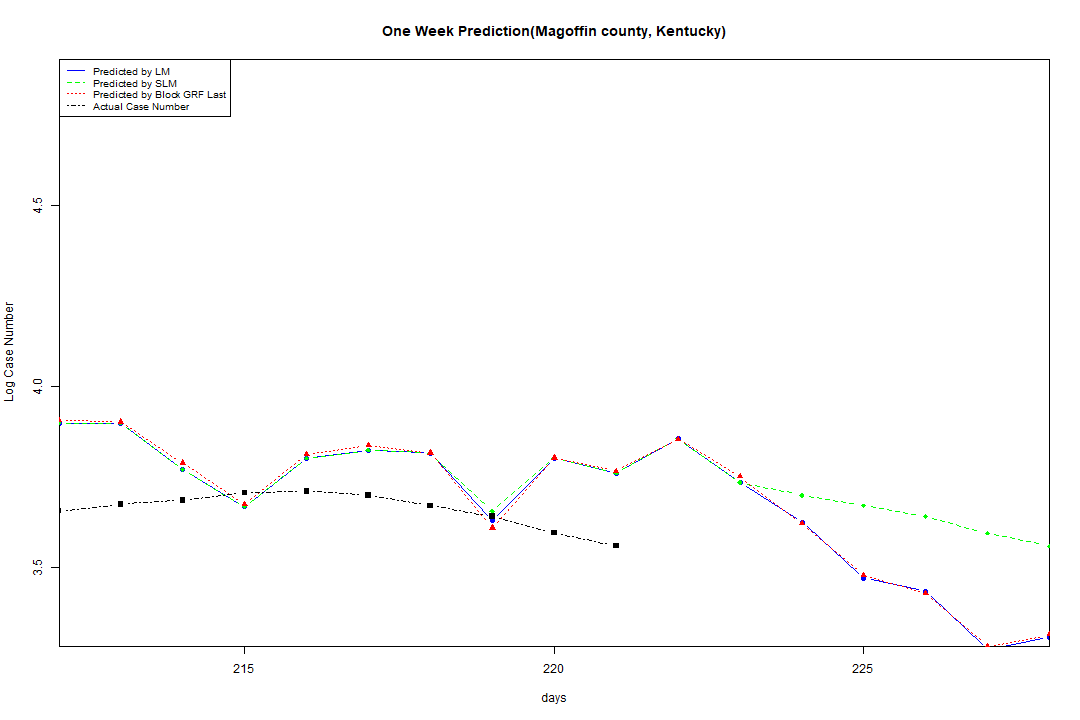 One Week Prediction(Magoffin county, Kentucky)
Predicted by LM
Predicted by SLM
Predicted by Block GRF Last
Actual Case Number
4.5
4.0
3.5
Log Case Number
215
220
225
days